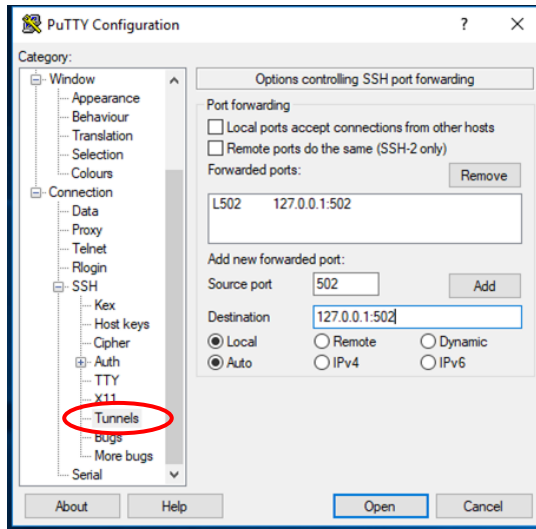 PuTTY Configuration
?
Category:
Window
Appearance
Behaviour
Translation
Selection
Colours
Connection
Data
Proxy
Telnet
Rlogin
SSH
Kex
Host keys
Cipher
Auth
TTY
X11
Tunnels
Bugs
More bugs
Serial
Options controlling SSH port forwarding
Port forwarding
Local ports accept connections from other hosts
Remote ports do the same (SSH-2 only)
Forwarded ports:
Remove
L502 127.0.0.1:502
Add new forwarded port:
Source port 502 Add
Destination 127.0.0.1:502
Local Remote Dynamic
Auto IPv4 IPv6
About Help Open Cancel